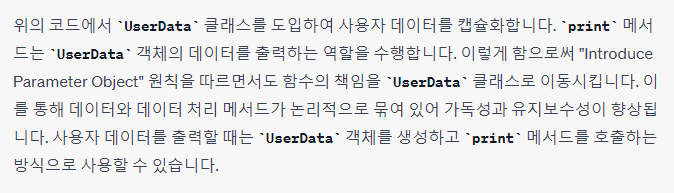 위의 코드에서 `UserData` 클래스를 도입하여 사용자 데이터를 캡슐화합니다. `print` 메서
드는 `UserData` 객체의 데이터를 출력하는 역할을 수행합니다. 이렇게 함으로써 "Introduce
Parameter Object" 원칙을 따르면서도 함수의 책임을 `UserData` 클래스로 이동시킵니다. 이
를 통해 데이터와 데이터 처리 메서드가 논리적으로 묶여 있어 가독성과 유지보수성이 향상됩
니다. 사용자 데이터를 출력할 때는 `UserData` 객체를 생성하고 `print` 메서드를 호출하는
방식으로 사용할 수 있습니다.